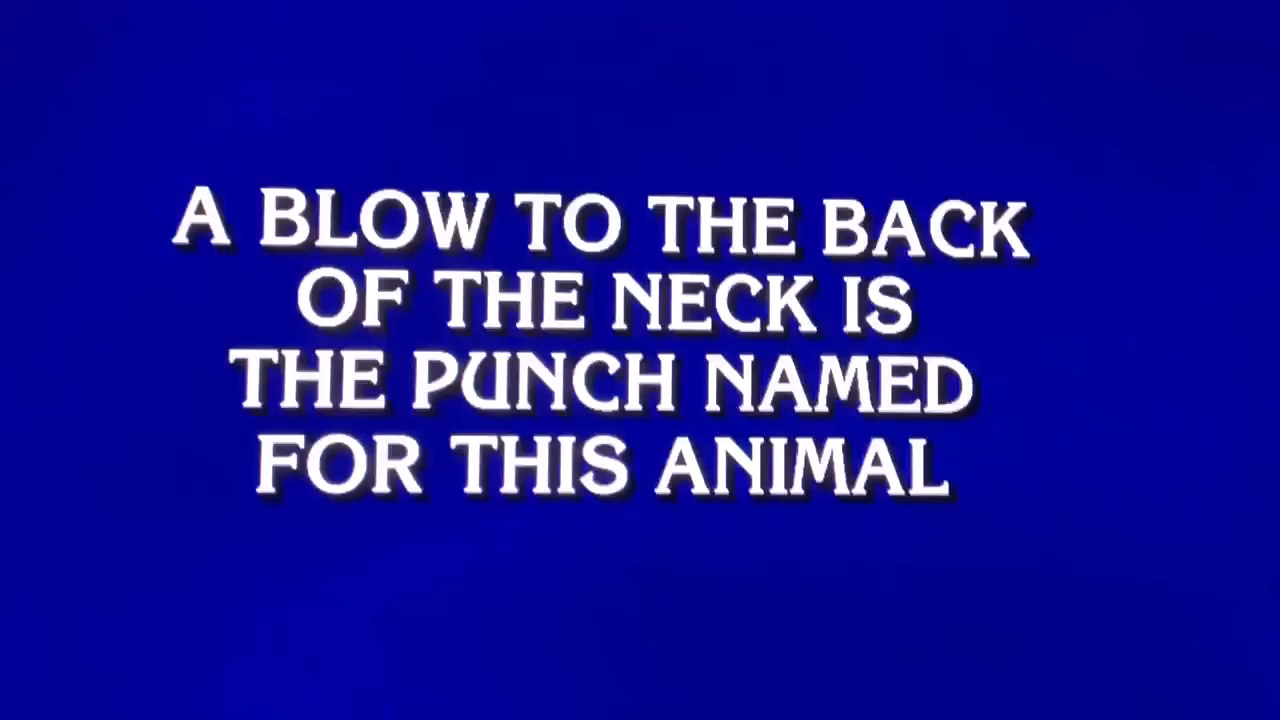 A BLOW TO THE BACK
OF THE NECK IS
THE PUNCH NAMED
FOR THIS ANIMAL